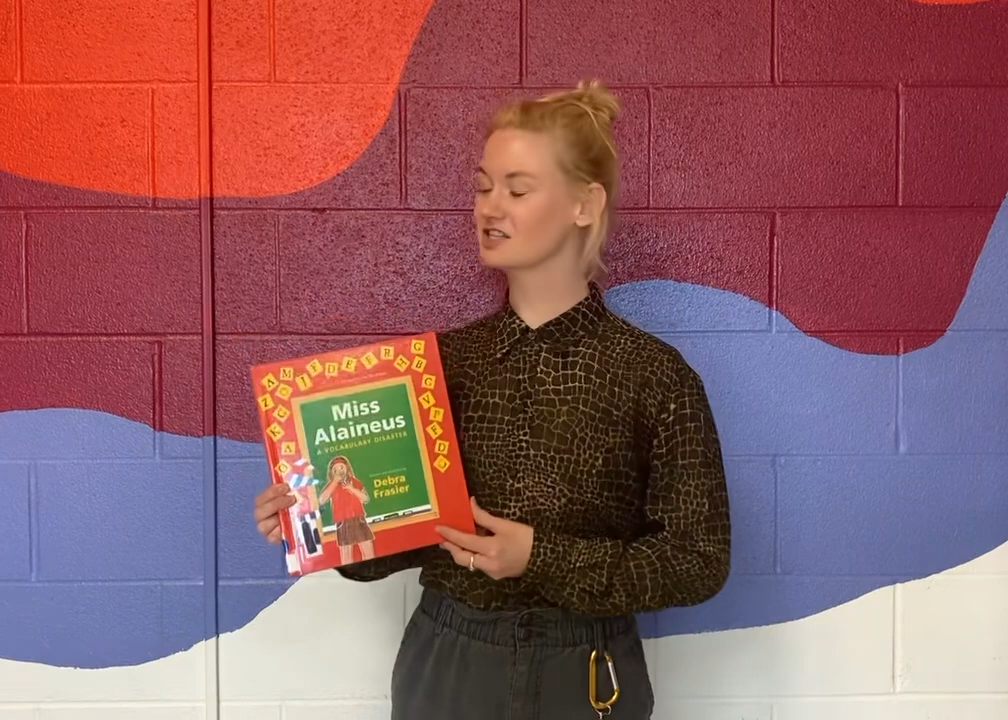 Miss
Alaineus
A VOCABULARY DISASTER
Debra
Frasier